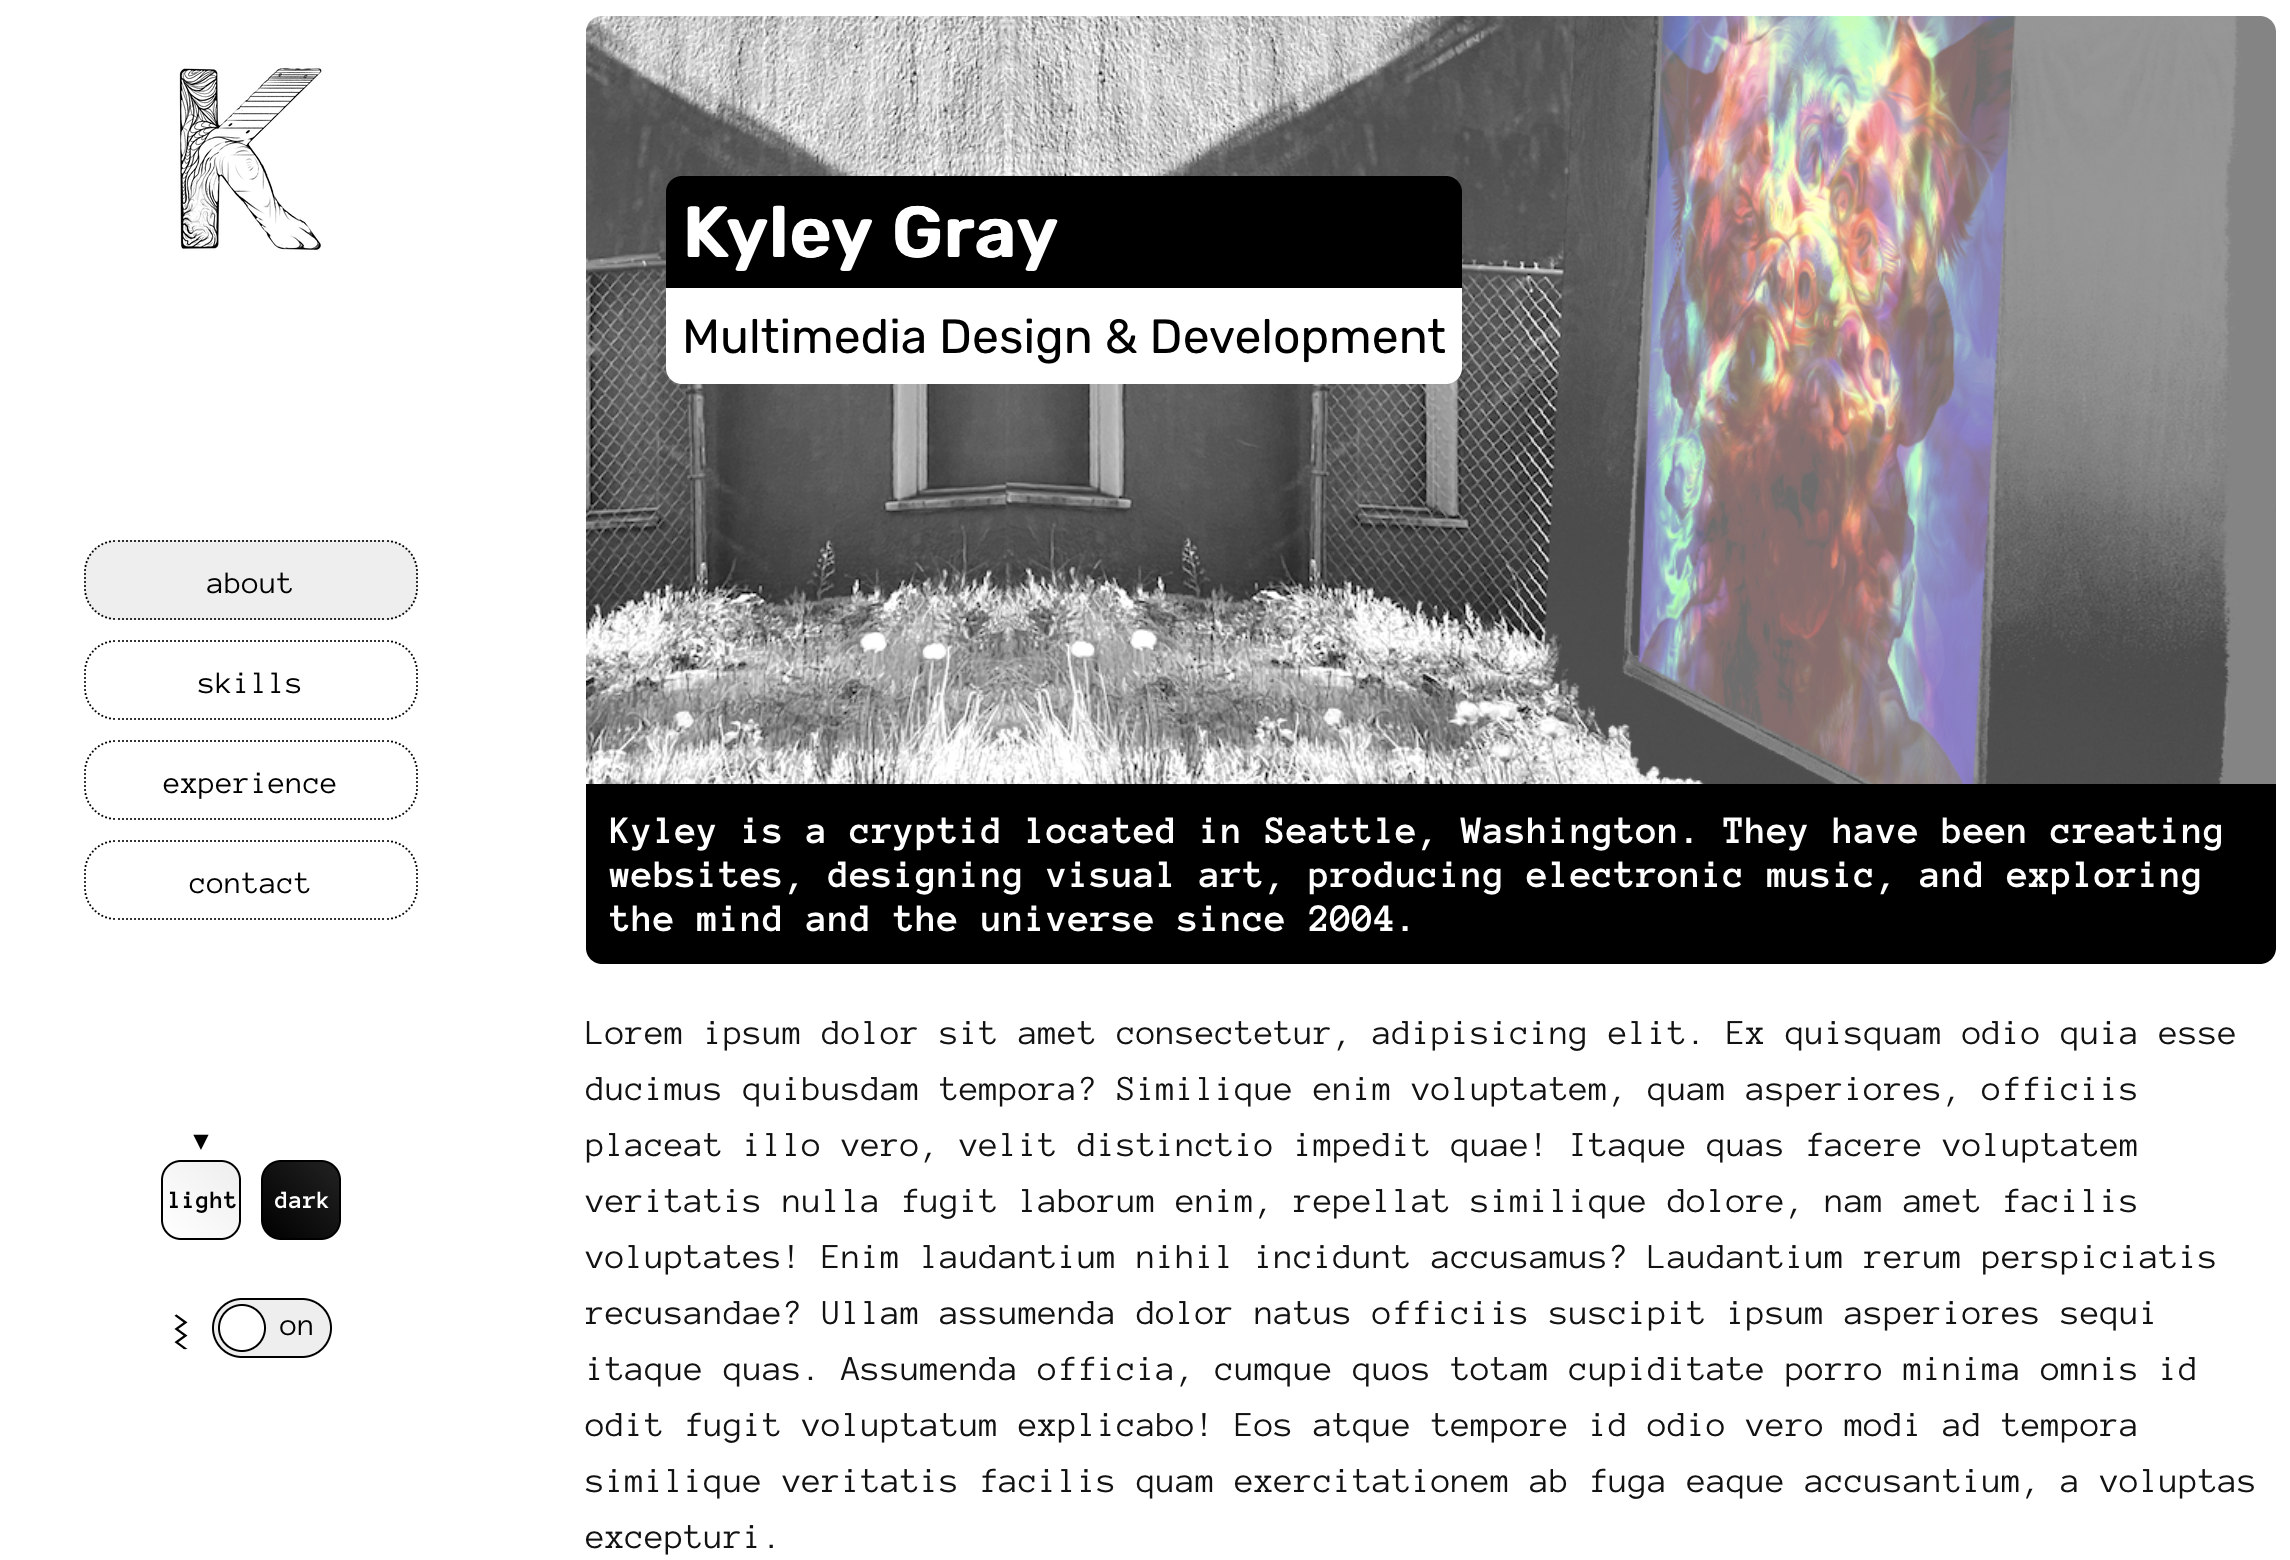 K
about
skills
experience
contact
light
dark
on
Kyley Gray
Multimedia Design & Development
Kyley is a cryptid located in Seattle, Washington. They have been creating
websites, designing visual art, producing electronic music, and exploring
the mind and the universe since 2004.
Lorem ipsum dolor sit amet consectetur, adipisicing elit. Ex quisquam odio quia esse
ducimus quibusdam tempora? Similique enim voluptatem, quam asperiores, officiis
placeat illo vero, velit distinctio impedit quae! Itaque quas facere voluptatem
veritatis nulla fugit laborum enim, repellat similique dolore, nam amet facilis
voluptates! Enim laudantium nihil incidunt accusamus? Laudantium rerum perspiciatis
recusandae? Ullam assumenda dolor natus officiis suscipit ipsum asperiores sequi
itaque quas. Assumenda officia, cumque quos totam cupiditate porro minima omnis id
odit fugit voluptatum explicabo! Eos atque tempore id odio vero modi ad tempora
similique veritatis facilis quam exercitationem ab fuga eaque accusantium, a voluptas
excepturi.